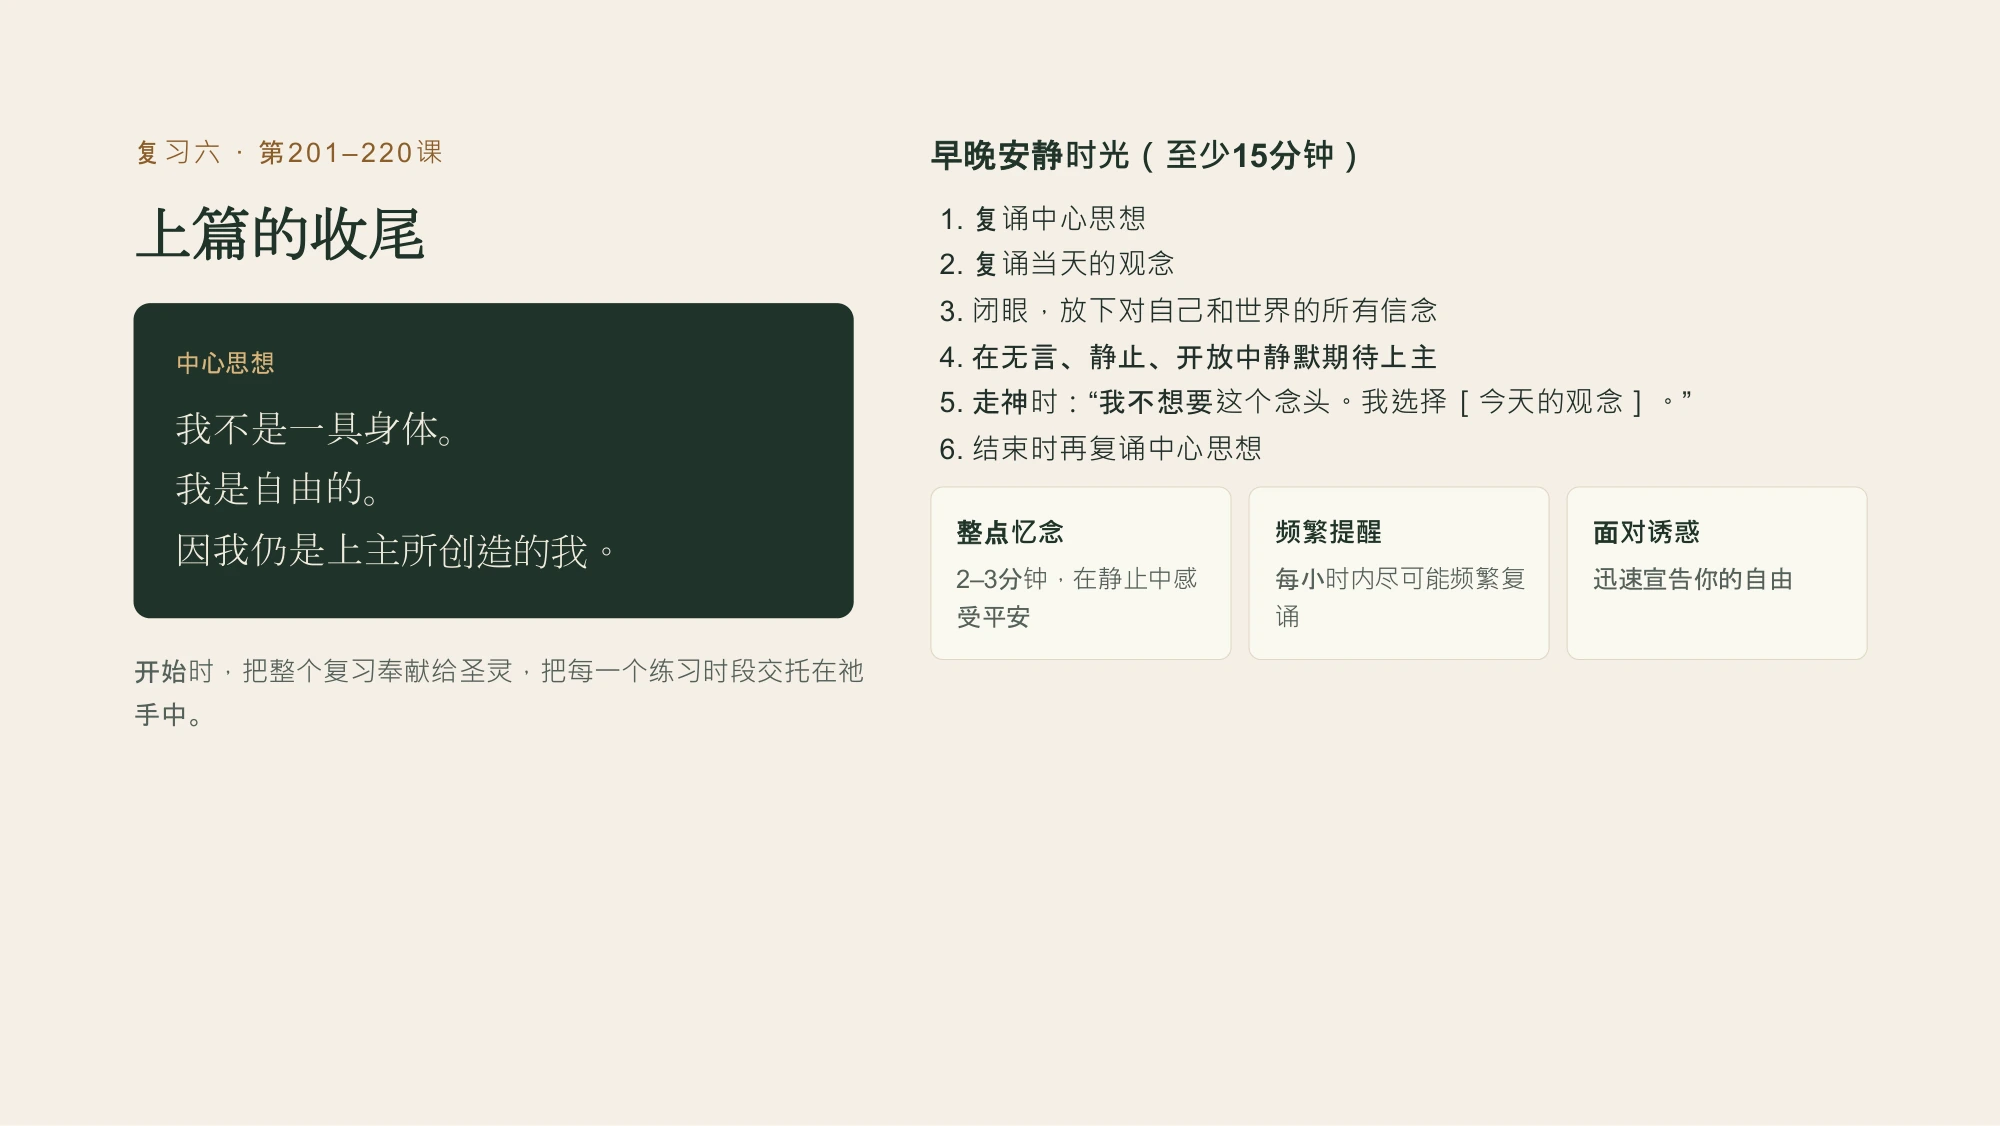 复习六 · 第201–220课
上篇的收尾
中心思想
我不是一具身体。
我是自由的。
因我仍是上主所创造的我。
开始时，把整个复习奉献给圣灵，把每一个练习时段交托在祂
手中。
早晚安静时光（至少15分钟）
1. 复诵中心思想
2. 复诵当天的观念
3. 闭眼，放下对自己和世界的所有信念
4. 在无言、静止、开放中静默期待上主
5. 走神时：“我不想要这个念头。我选择［今天的观念］。”
6. 结束时再复诵中心思想
整点忆念
2–3分钟，在静止中感
受平安
频繁提醒
每小时内尽可能频繁复
诵
面对诱惑
迅速宣告你的自由